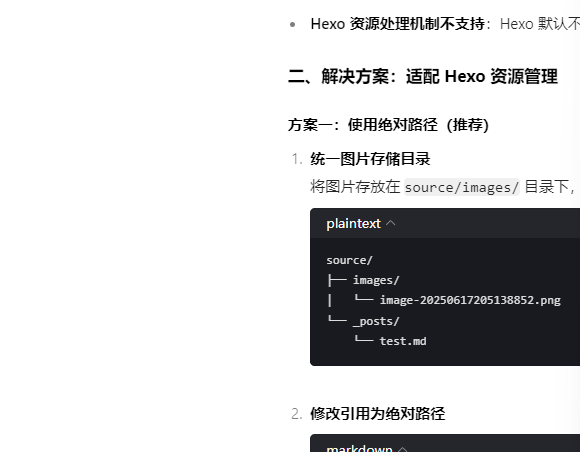 • Hexo 资源处理机制不支持：Hexo 默认不
二、解决方案：适配 Hexo 资源管理
方案一：使用绝对路径（推荐）
1. 统一图片存储目录
将图片存放在 source/images/ 目录下，
plaintext
source/
├── images/
│   └── image-20250617205138852.png
└── _posts/
    └── test.md
2. 修改引用为绝对路径
markdown